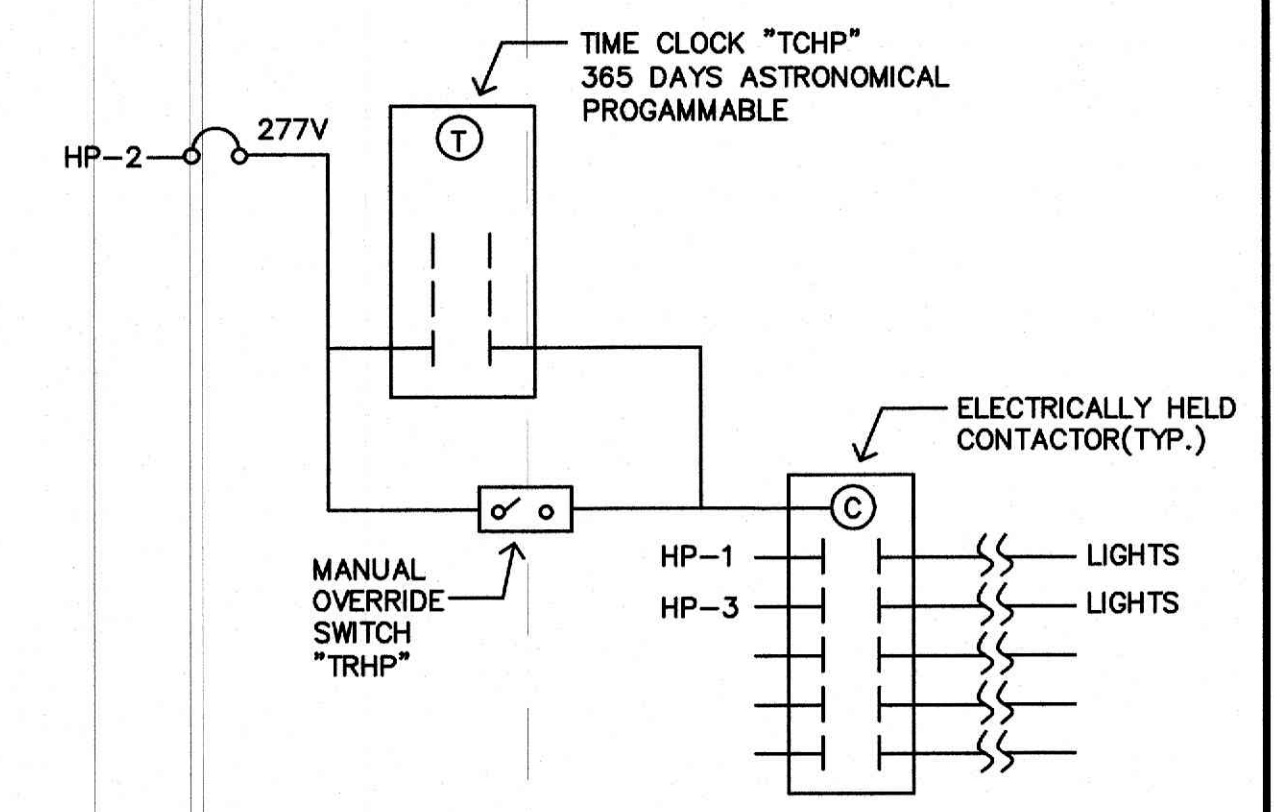 TIME CLOCK "TCHP"
365 DAYS ASTRONOMICAL
PROGAMMABLE
277V
HP-2
T
ELECTRICALLY HELD
CONTACTOR(TYP.)
C
HP-1
LIGHTS
HP-3
LIGHTS
MANUAL
OVERRIDE
SWITCH
"TRHP"